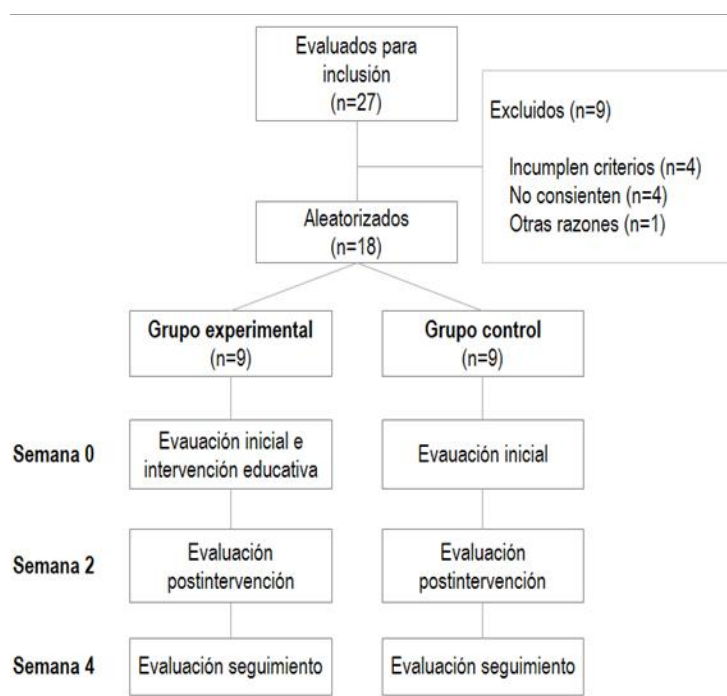 Evaluados para
inclusión
(n=27)
Excluidos (n=9)
Incumplen criterios (n=4)
No consienten (n=4)
Otras razones (n=1)
Aleatorizados
(n=18)
Grupo experimental
(n=9)
Grupo control
(n=9)
Semana 0
Evauación inicial e
intervención educativa
Evauación inicial
Semana 2
Evaluación
postintervención
Evaluación
postintervención
Semana 4
Evaluación seguimiento
Evaluación seguimiento